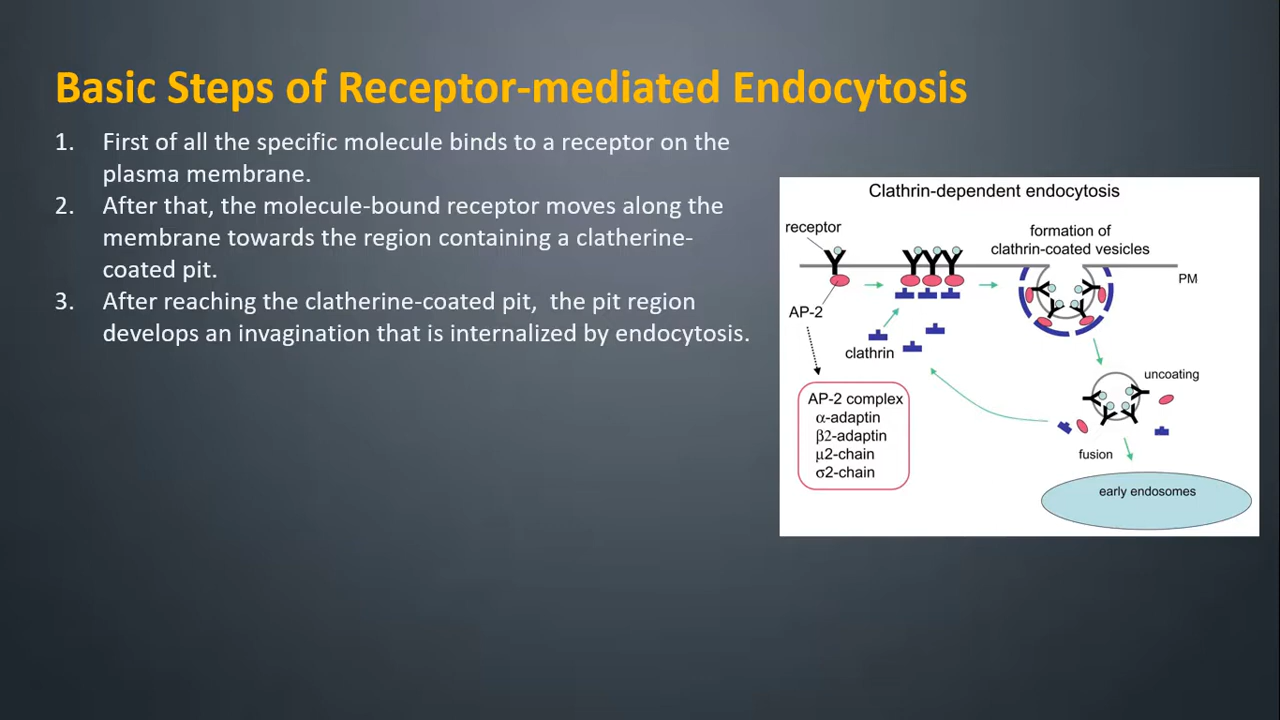 Basic Steps of Receptor-mediated Endocytosis
1. First of all the specific molecule binds to a receptor on the
plasma membrane.
2. After that, the molecule-bound receptor moves along the
membrane towards the region containing a clatherine-
coated pit.
3. After reaching the clatherine-coated pit,  the pit region
develops an invagination that is internalized by endocytosis.
Clathrin-dependent endocytosis
receptor
formation of
clathrin-coated vesicles
PM
AP-2
clathrin
uncoating
AP-2 complex
α-adaptin
β2-adaptin
μ2-chain
σ2-chain
fusion
early endosomes